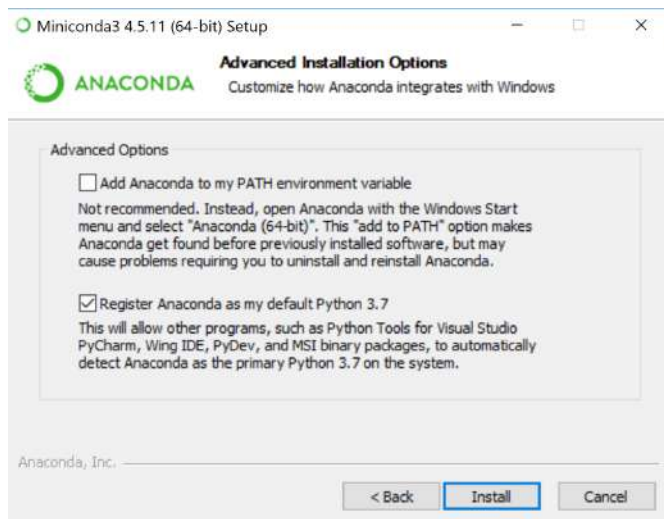 Miniconda3 4.5.11 (64-bit) Setup
ANACONDA
Advanced Installation Options
Customize how Anaconda integrates with Windows
Advanced Options
Add Anaconda to my PATH environment variable
Not recommended. Instead, open Anaconda with the Windows Start
menu and select "Anaconda (64-bit)". This "add to PATH" option makes
Anaconda get found before previously installed software, but may
cause problems requiring you to uninstall and reinstall Anaconda.
Register Anaconda as my default Python 3.7
This will allow other programs, such as Python Tools for Visual Studio
PyCharm, Wing IDE, PyDev, and MSI binary packages, to automatically
detect Anaconda as the primary Python 3.7 on the system.
Anaconda, Inc.
< Back
Install
Cancel